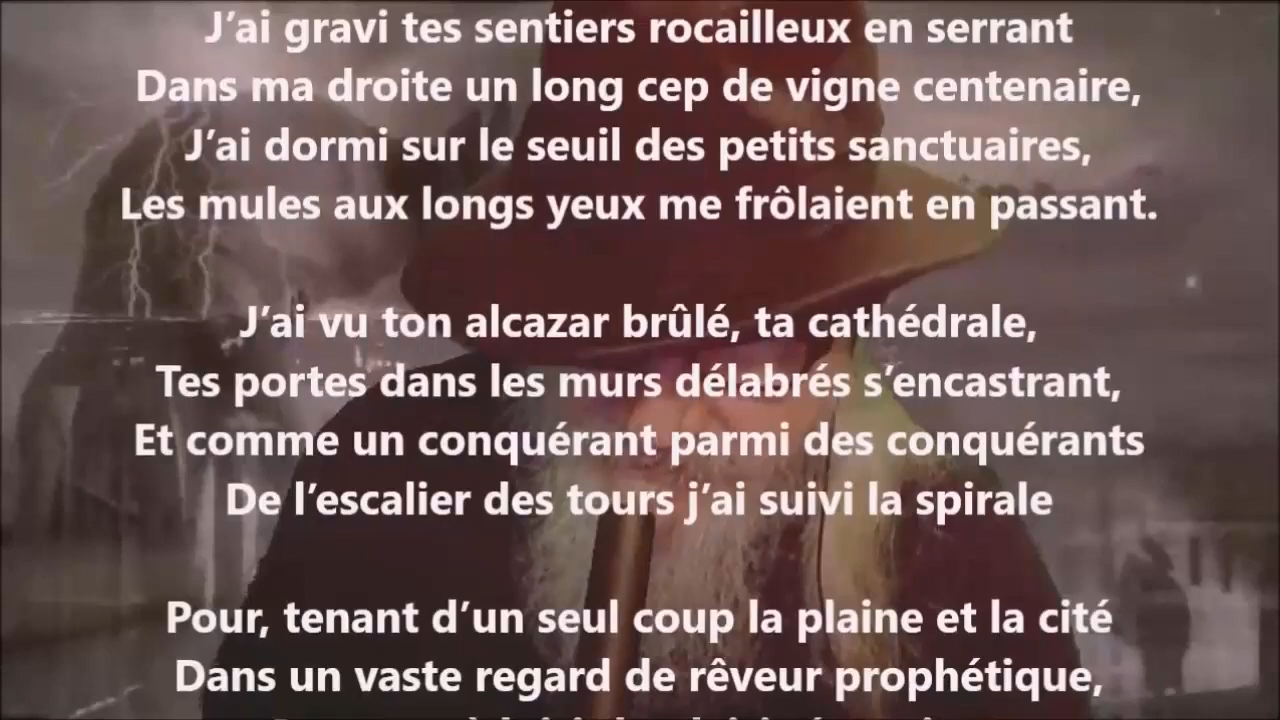 J’ai gravi tes sentiers rocailleux en serrant
Dans ma droite un long cep de vigne centenaire,
J’ai dormi sur le seuil des petits sanctuaires,
Les mules aux longs yeux me frôlaient en passant.
J’ai vu ton alcazar brûlé, ta cathédrale,
Tes portes dans les murs délabrés s’encastrant,
Et comme un conquérant parmi des conquérants
De l’escalier des tours j’ai suivi la spirale
Pour, tenant d’un seul coup la plaine et la cité
Dans un vaste regard de rêveur prophétique,